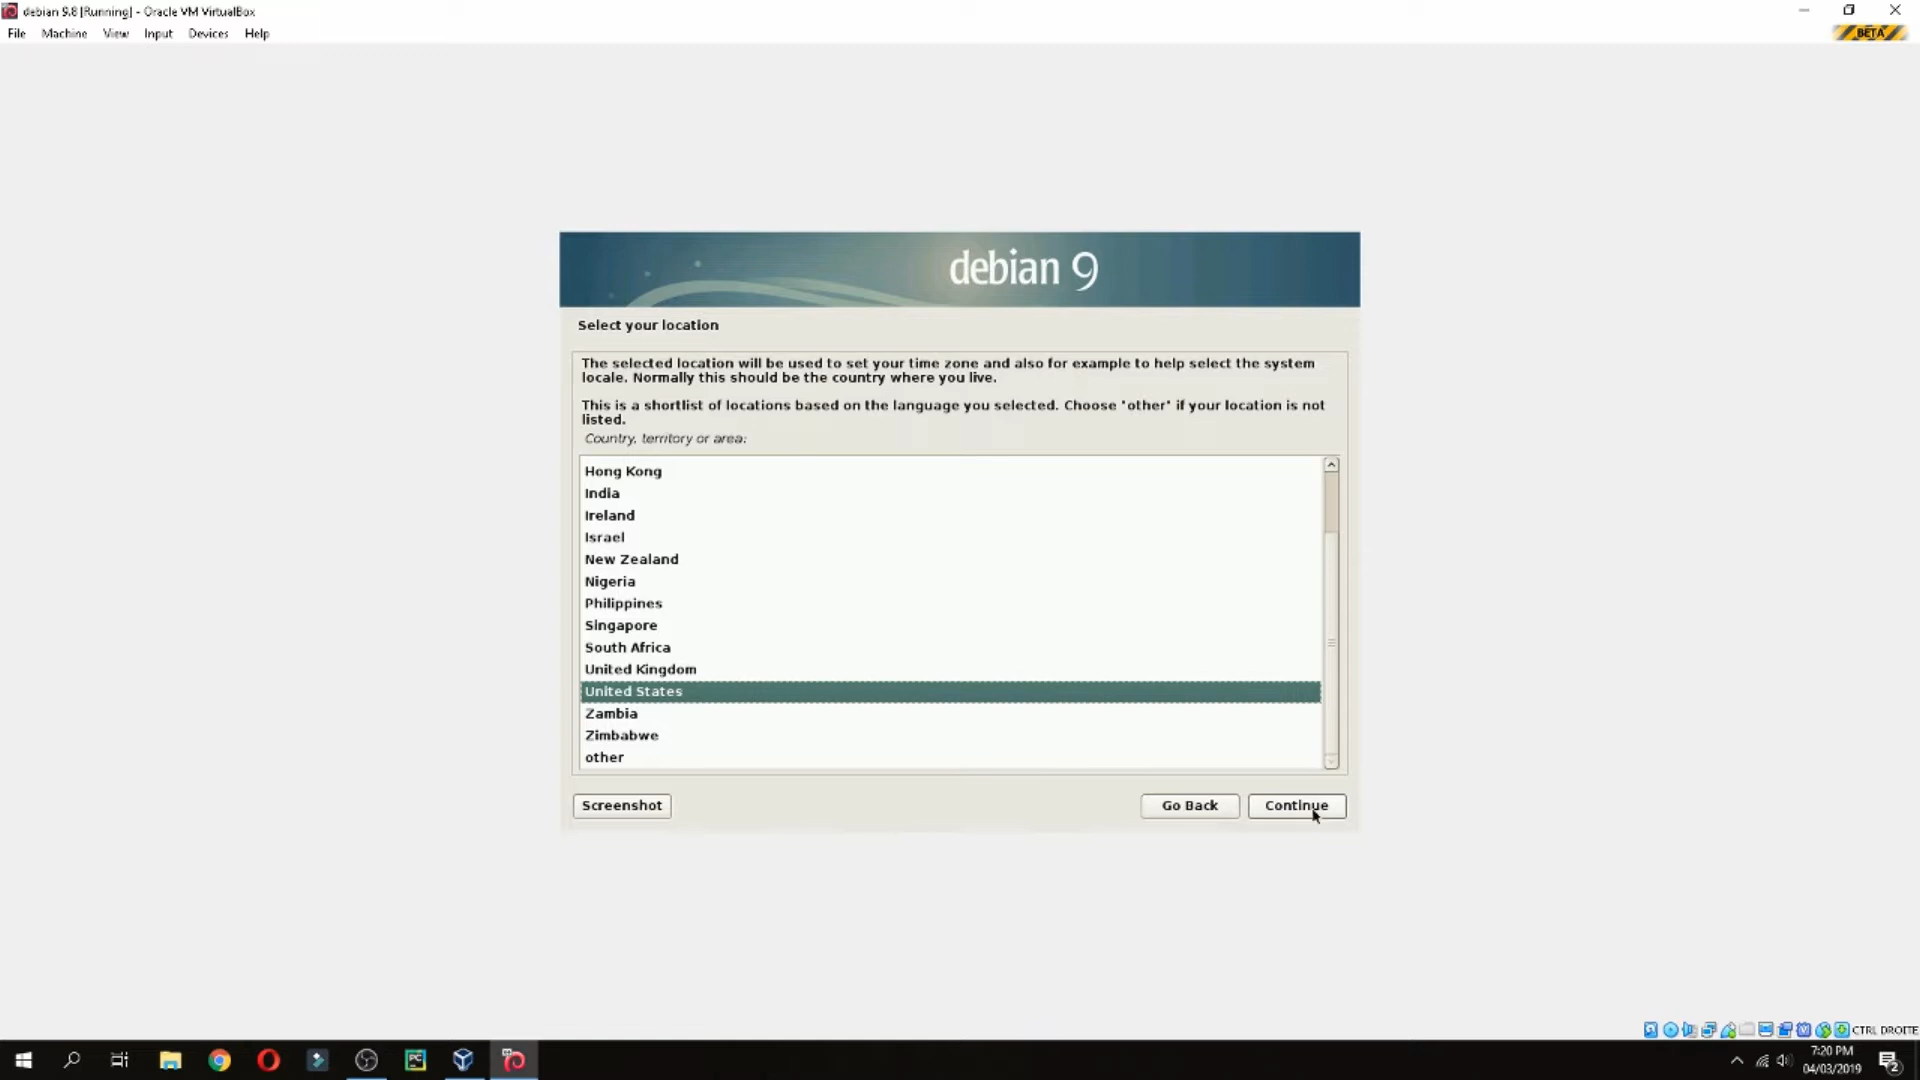 debian 9.8 [Running] - Oracle VM VirtualBox
File Machine View Input Devices Help
BETA
debian 9
Select your location
The selected location will be used to set your time zone and also for example to help select the system
locale. Normally this should be the country where you live.
This is a shortlist of locations based on the language you selected. Choose "other" if your location is not
listed.
Country, territory or area:
Hong Kong
India
Ireland
Israel
New Zealand
Nigeria
Philippines
Singapore
South Africa
United Kingdom
United States
Zambia
Zimbabwe
other
Screenshot Go Back Continue
CTRL DROITE
PC
7:20 PM
04/03/2019
2